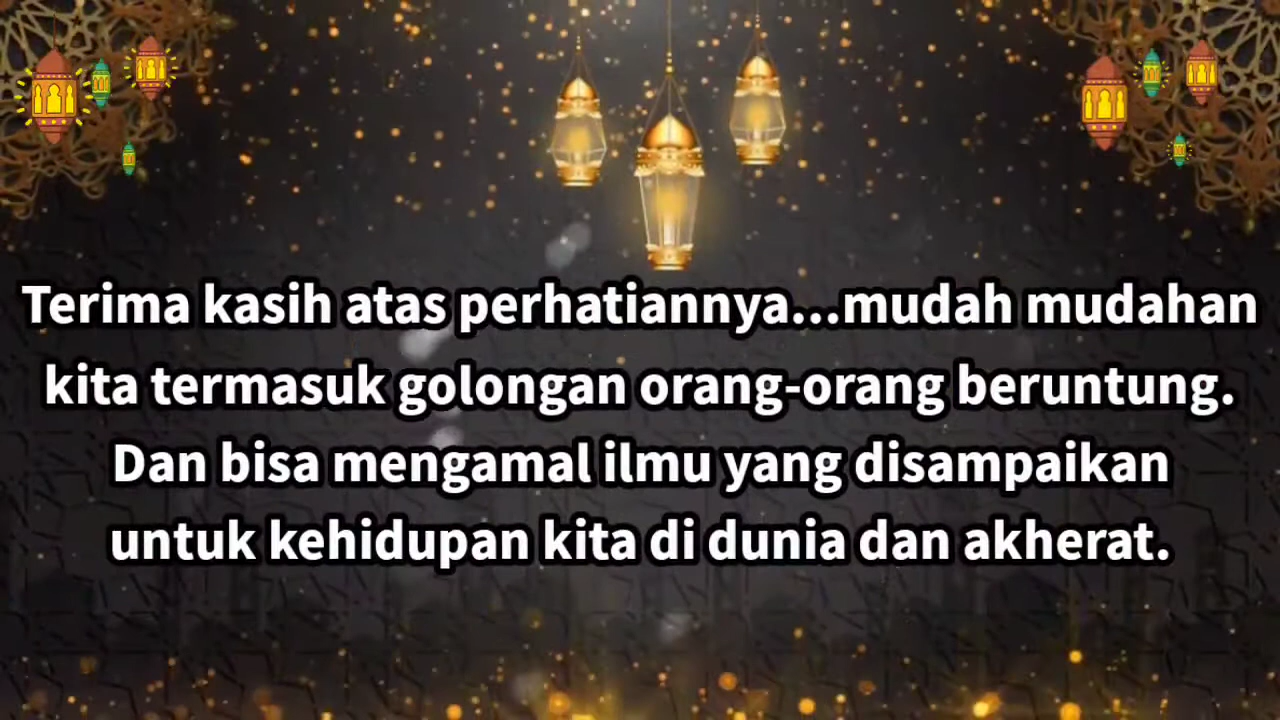 Terima kasih atas perhatiannya...mudah mudahan
kita termasuk golongan orang-orang beruntung.
Dan bisa mengamal ilmu yang disampaikan
untuk kehidupan kita di dunia dan akherat.